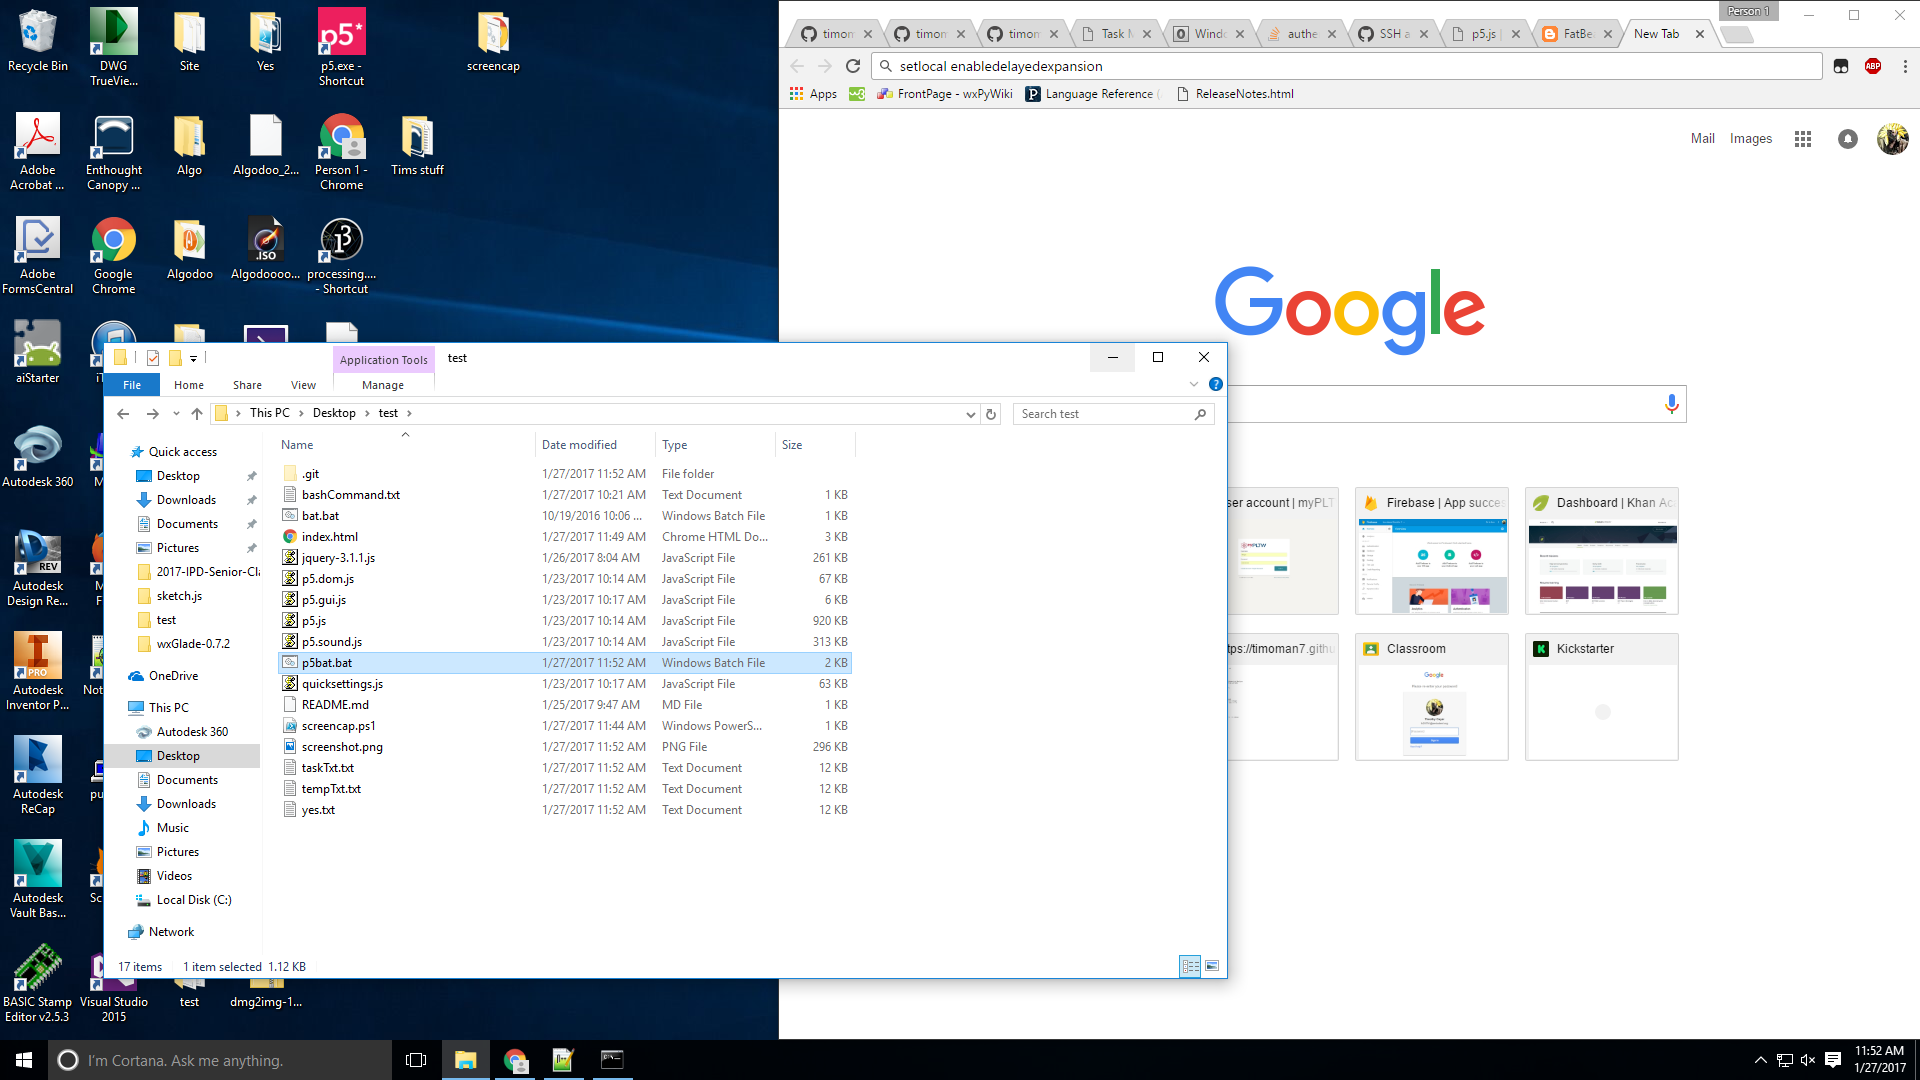 Recycle Bin
DWG TrueVie...
Site
Yes
p5*
p5.exe - Shortcut
screencap
Adobe Acrobat ...
Enthought Canopy ...
Algo
Algodoo_2...
Person 1 - Chrome
Tims stuff
Adobe FormsCentral
Google Chrome
Algodoo
.ISO
Algodoooo...
processing.... - Shortcut
aiStarter
Autodesk 360
REV
Autodesk Design Re...
PRO
Autodesk Inventor P...
Autodesk ReCap
Autodesk Vault Bas...
BASIC Stamp Editor v2.5.3
Visual Studio 2015
test
dmg2img-1...
Person 1
timom
timom
timom
Task M
Windo
authe
SSH a
p5.js |
FatBe
New Tab
setlocal enabledelayedexpansion
ABP
Apps
w3
FrontPage - wxPyWiki
Language Reference (
ReleaseNotes.html
Mail
Images
Google
ser account | myPLT
Firebase | App succes
Dashboard | Khan Ac
tps://timoman7.githu
Classroom
Kickstarter
Application Tools
test
File
Home
Share
View
Manage
This PC
Desktop
test
Search test
Name
Date modified
Type
Size
.git 1/27/2017 11:52 AM File folder
bashCommand.txt 1/27/2017 10:21 AM Text Document 1 KB
bat.bat 10/19/2016 10:06 ... Windows Batch File 1 KB
index.html 1/27/2017 11:49 AM Chrome HTML Do... 3 KB
jquery-3.1.1.js 1/26/2017 8:04 AM JavaScript File 261 KB
p5.dom.js 1/23/2017 10:14 AM JavaScript File 67 KB
p5.gui.js 1/23/2017 10:17 AM JavaScript File 6 KB
p5.js 1/23/2017 10:14 AM JavaScript File 920 KB
p5.sound.js 1/23/2017 10:14 AM JavaScript File 313 KB
p5bat.bat 1/27/2017 11:52 AM Windows Batch File 2 KB
quicksettings.js 1/23/2017 10:17 AM JavaScript File 63 KB
README.md 1/25/2017 9:47 AM MD File 1 KB
screencap.ps1 1/27/2017 11:44 AM Windows PowerS... 1 KB
screenshot.png 1/27/2017 11:52 AM PNG File 296 KB
taskTxt.txt 1/27/2017 11:52 AM Text Document 12 KB
tempTxt.txt 1/27/2017 11:52 AM Text Document 12 KB
yes.txt 1/27/2017 11:52 AM Text Document 12 KB
Quick access
Desktop
Downloads
Documents
Pictures
2017-IPD-Senior-Cla
sketch.js
test
wxGlade-0.7.2
OneDrive
This PC
Autodesk 360
Desktop
Documents
Downloads
Music
Pictures
Videos
Local Disk (C:)
Network
17 items
1 item selected 1.12 KB
I'm Cortana. Ask me anything.
11:52 AM
1/27/2017